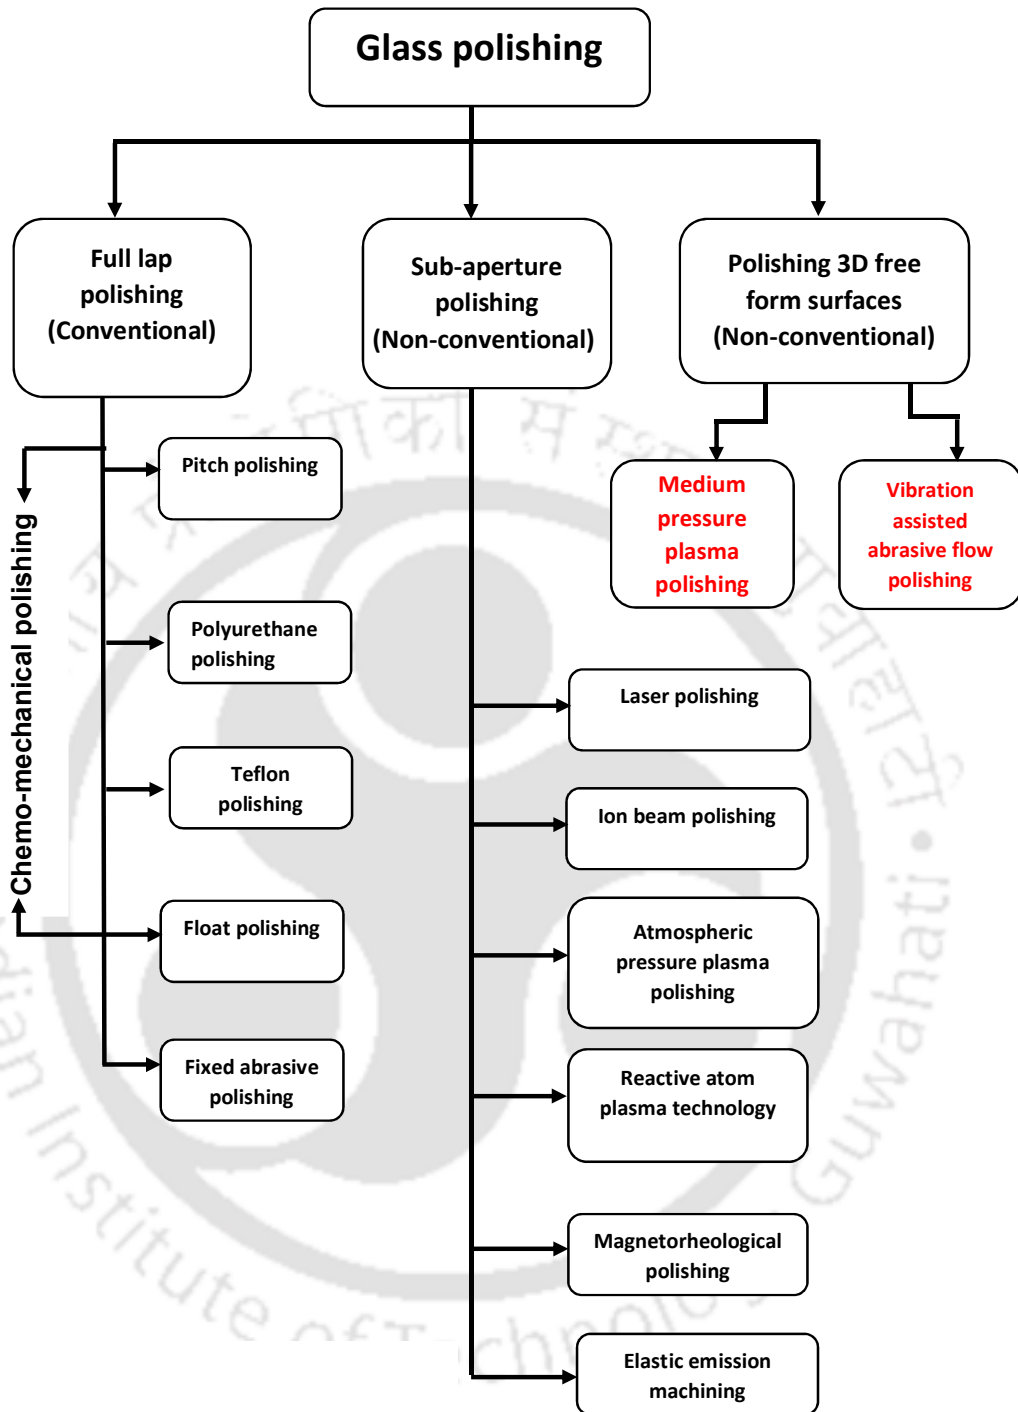 Glass polishing
Full lap
polishing
(Conventional)
Sub-aperture
polishing
(Non-conventional)
Polishing 3D free
form surfaces
(Non-conventional)
Chemo-mechanical polishing
Pitch polishing
Polyurethane
polishing
Teflon
polishing
Float polishing
Fixed abrasive
polishing
Laser polishing
Ion beam polishing
Atmospheric
pressure plasma
polishing
Reactive atom
plasma technology
Magnetorheological
polishing
Elastic emission
machining
Medium
pressure
plasma
polishing
Vibration
assisted
abrasive flow
polishing